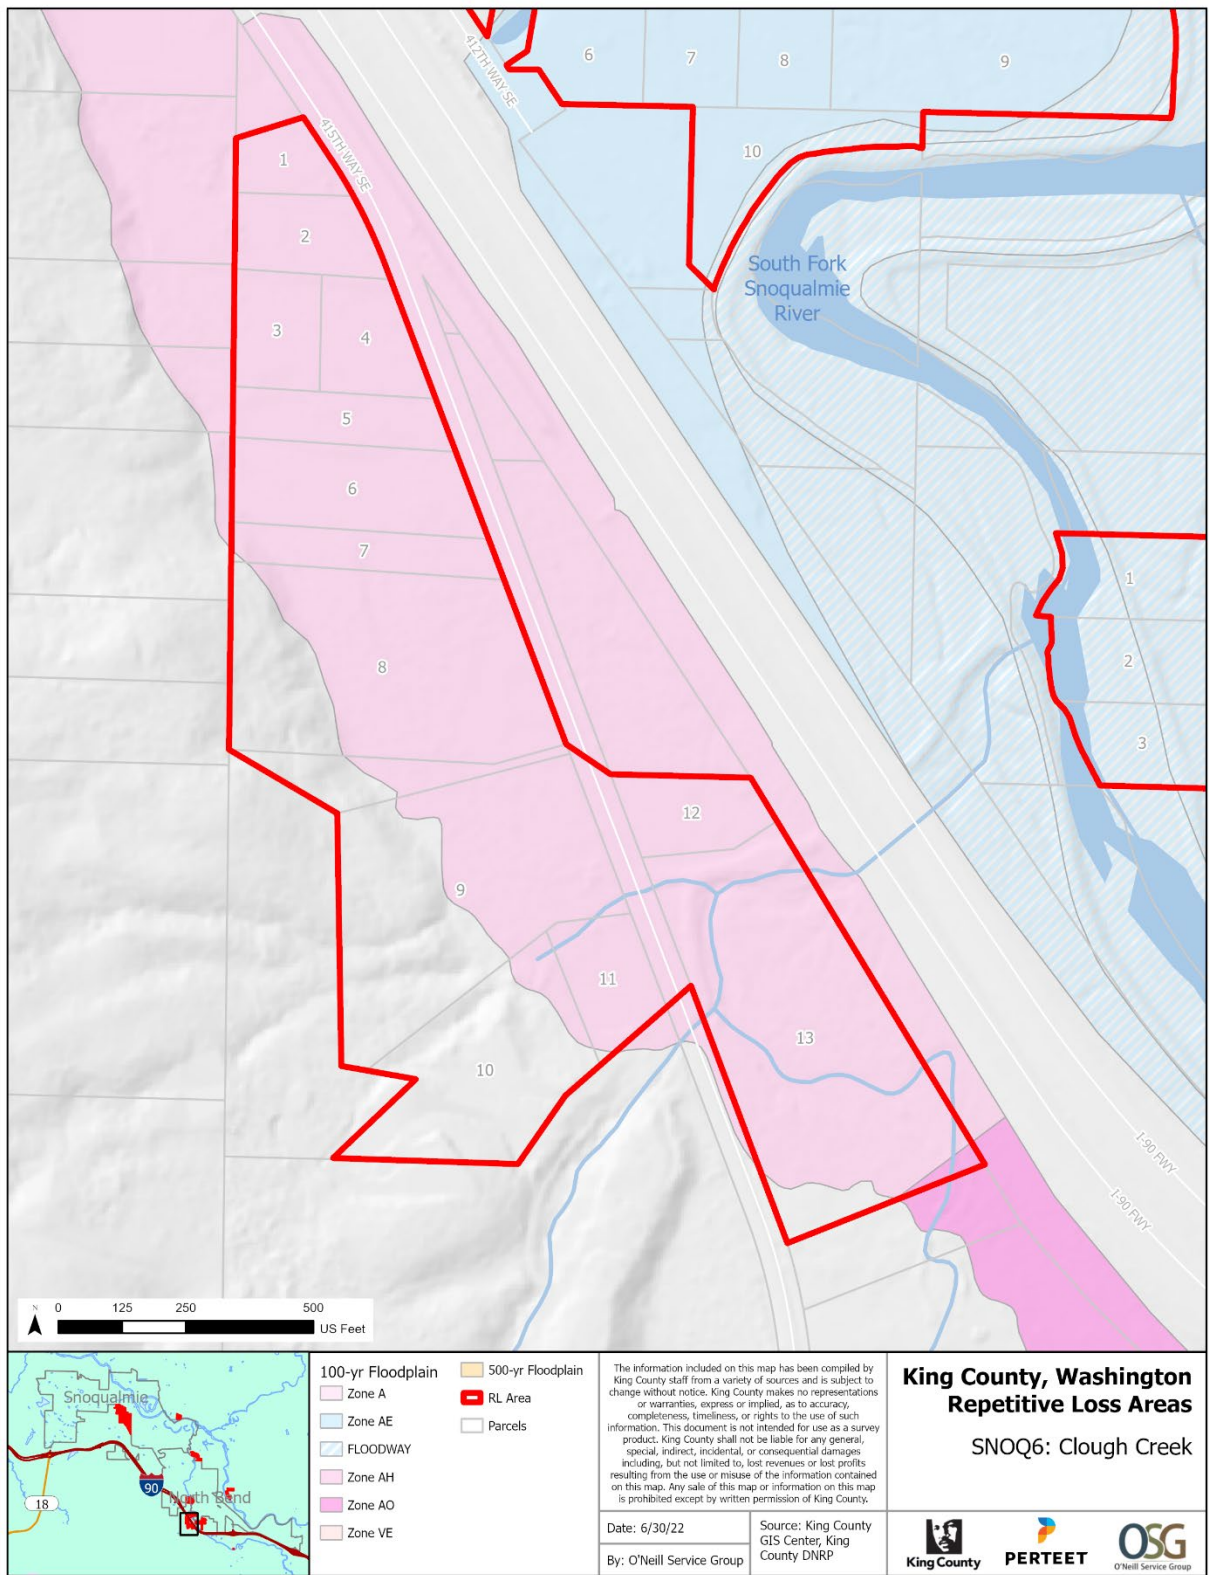 412TH WAY SE
6
7
8
9
10
415TH WAY SE
1
2
3
4
5
6
7
8
9
10
11
12
13
South Fork
Snoqualmie
River
1
2
3
I-90 FWY
I-90 FWY
N
0 125 250 500
US Feet
Snoqualmie
North Bend
90
18
100-yr Floodplain
Zone A
Zone AE
FLOODWAY
Zone AH
Zone AO
Zone VE
500-yr Floodplain
RL Area
Parcels
The information included on this map has been compiled by
King County staff from a variety of sources and is subject to
change without notice. King County makes no representations
or warranties, express or implied, as to accuracy,
completeness, timeliness, or rights to the use of such
information. This document is not intended for use as a survey
product. King County shall not be liable for any general,
special, indirect, incidental, or consequential damages
including, but not limited to, lost revenues or lost profits
resulting from the use or misuse of the information contained
on this map. Any sale of this map or information on this map
is prohibited except by written permission of King County.
Date: 6/30/22
By: O'Neill Service Group
Source: King County
GIS Center, King
County DNRP
King County, Washington
Repetitive Loss Areas
SNOQ6: Clough Creek
King County
PERTEET
OSG
O'Neill Service Group